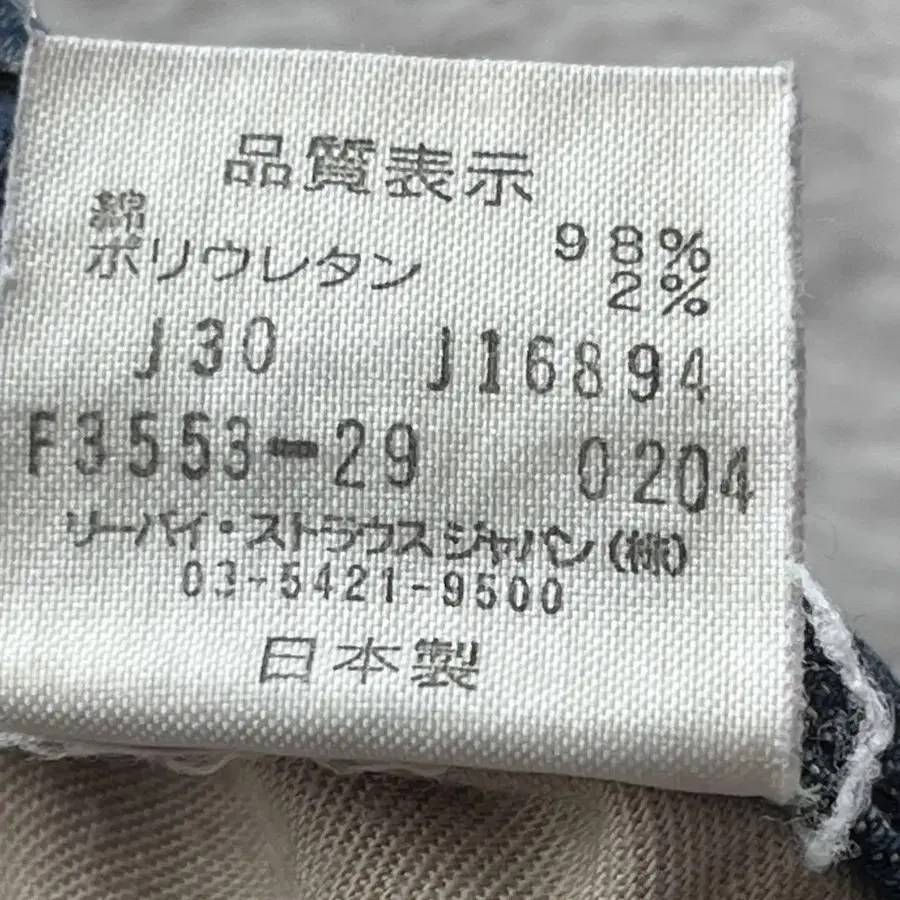 品質表示
綿 98%
ポリウレタン 2%
J30 J16894
F3553-29 0204
リーバイ・ストラウスジャパン(株)
03-5421-9500
日本製